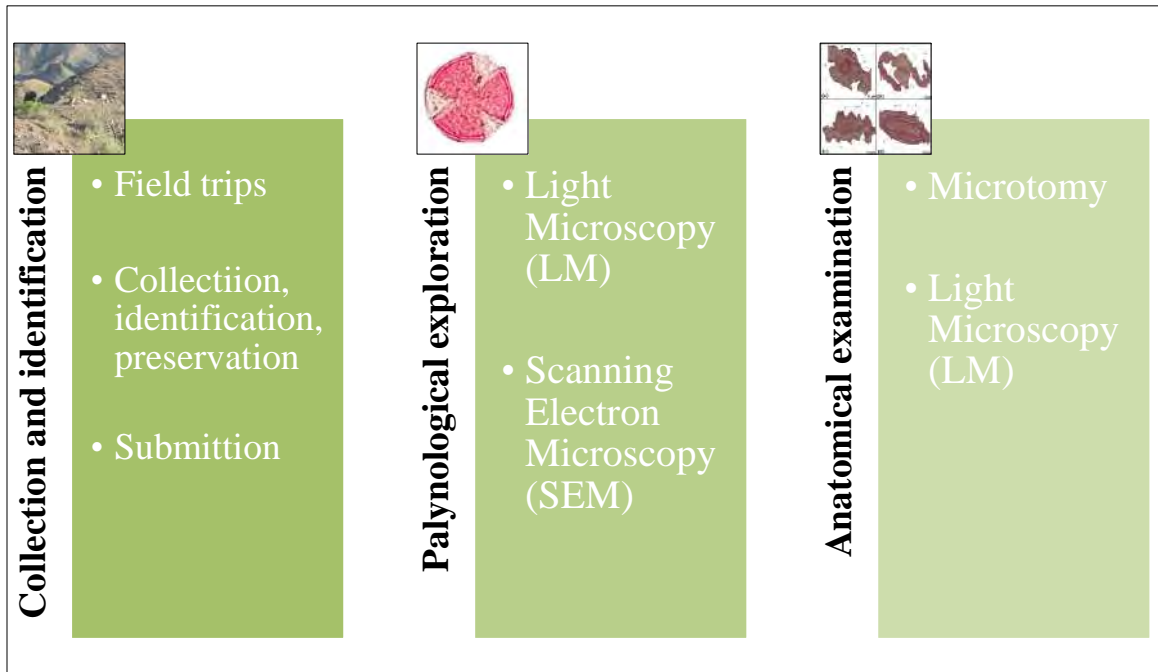 Collection and identification
• Field trips
• Collectiion,
identification,
preservation
• Submittion
Palynological exploration
• Light
Microscopy
(LM)
• Scanning
Electron
Microscopy
(SEM)
Anatomical examination
• Microtomy
• Light
Microscopy
(LM)